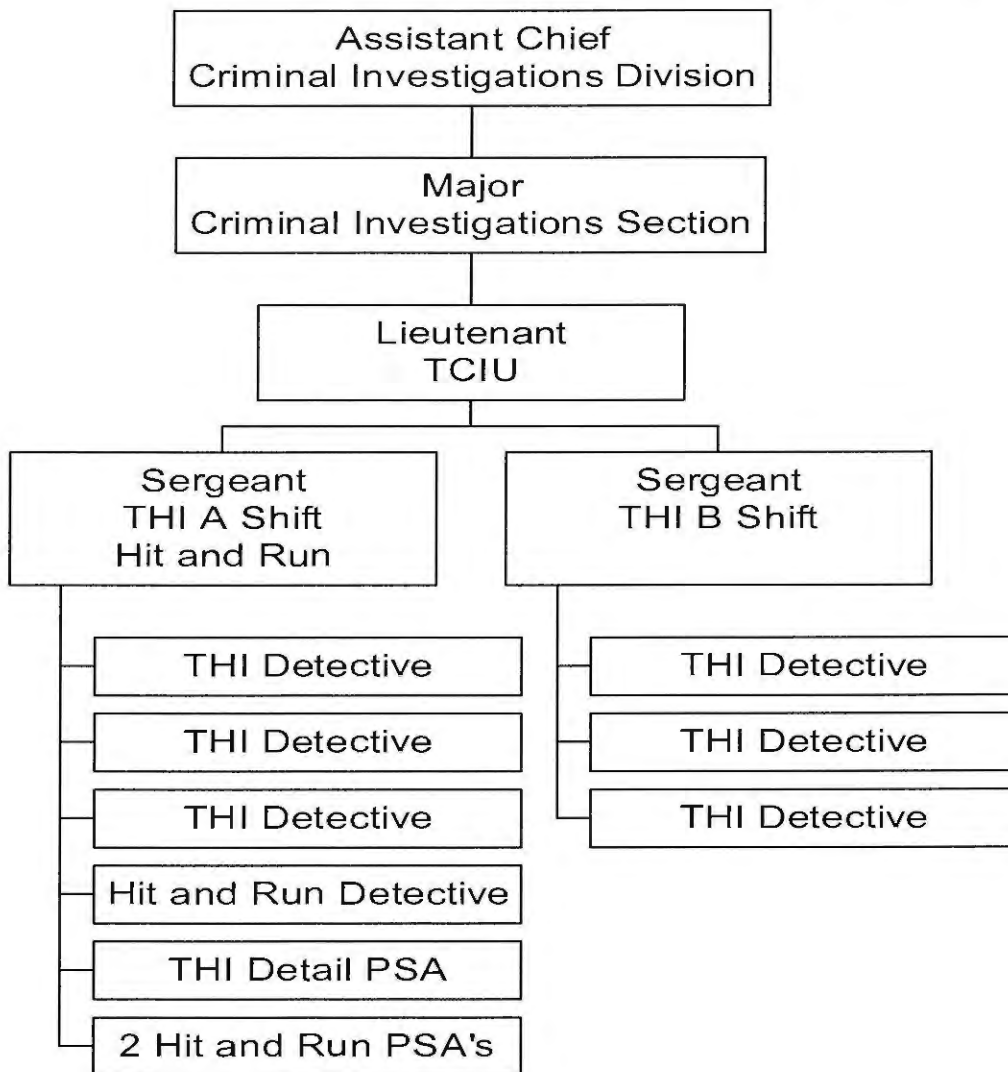 Assistant Chief
Criminal Investigations Division
Major
Criminal Investigations Section
Lieutenant
TCIU
Sergeant
THI A Shift
Hit and Run
THI Detective
THI Detective
THI Detective
Hit and Run Detective
THI Detail PSA
2 Hit and Run PSA's
Sergeant
THI B Shift
THI Detective
THI Detective
THI Detective